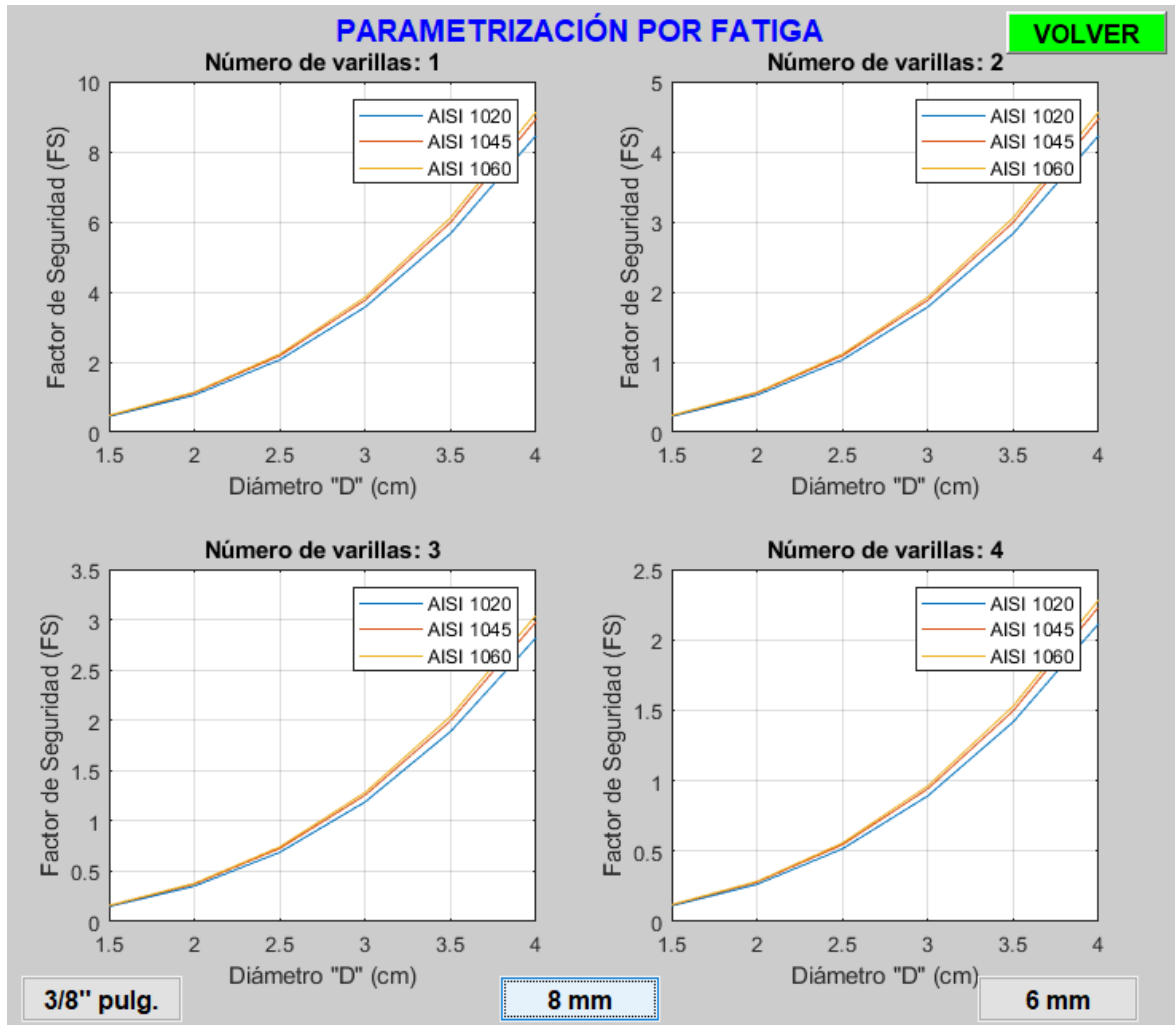 PARAMETRIZACIÓN POR FATIGA
VOLVER
Número de varillas: 1
10
8
6
4
2
0
Factor de Seguridad (FS)
AISI 1020
AISI 1045
AISI 1060
1.5 2 2.5 3 3.5 4
Diámetro "D" (cm)
Número de varillas: 2
5
4
3
2
1
0
Factor de Seguridad (FS)
AISI 1020
AISI 1045
AISI 1060
1.5 2 2.5 3 3.5 4
Diámetro "D" (cm)
Número de varillas: 3
3.5
3
2.5
2
1.5
1
0.5
0
Factor de Seguridad (FS)
AISI 1020
AISI 1045
AISI 1060
1.5 2 2.5 3 3.5 4
Diámetro "D" (cm)
Número de varillas: 4
2.5
2
1.5
1
0.5
0
Factor de Seguridad (FS)
AISI 1020
AISI 1045
AISI 1060
1.5 2 2.5 3 3.5 4
Diámetro "D" (cm)
3/8" pulg.
8 mm
6 mm